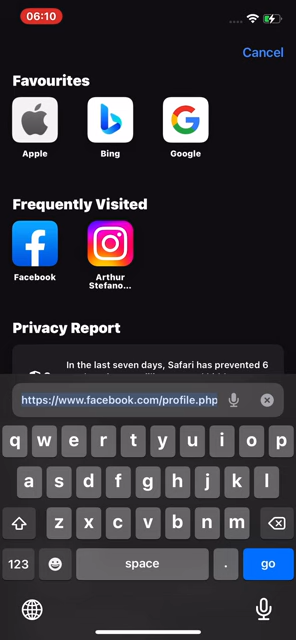 06:10
Cancel
Favourites
Apple
Bing
Google
Frequently Visited
Facebook
Arthur
Stefano...
Privacy Report
In the last seven days, Safari has prevented 6
https://www.facebook.com/profile.php
q w e r t y u i o p
a s d f g h j k l
z x c v b n m
123 space . go